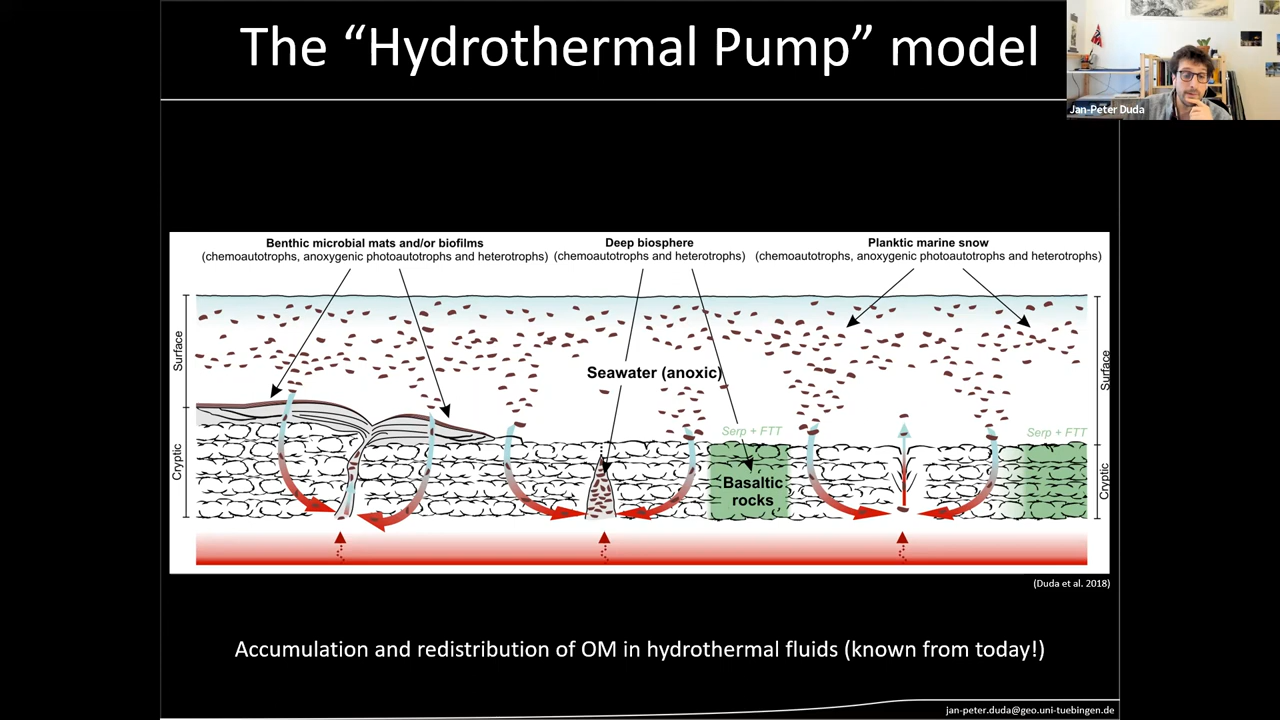 The “Hydrothermal Pump” model
Jan-Peter Duda
Benthic microbial mats and/or biofilms
(chemoautotrophs, anoxygenic photoautotrophs and heterotrophs)
Deep biosphere
(chemoautotrophs and heterotrophs)
Planktic marine snow
(chemoautotrophs, anoxygenic photoautotrophs and heterotrophs)
Surface
Surface
Seawater (anoxic)
Serp + FTT
Serp + FTT
Cryptic
Cryptic
Basaltic
rocks
(Duda et al. 2018)
Accumulation and redistribution of OM in hydrothermal fluids (known from today!)
jan-peter.duda@geo.uni-tuebingen.de